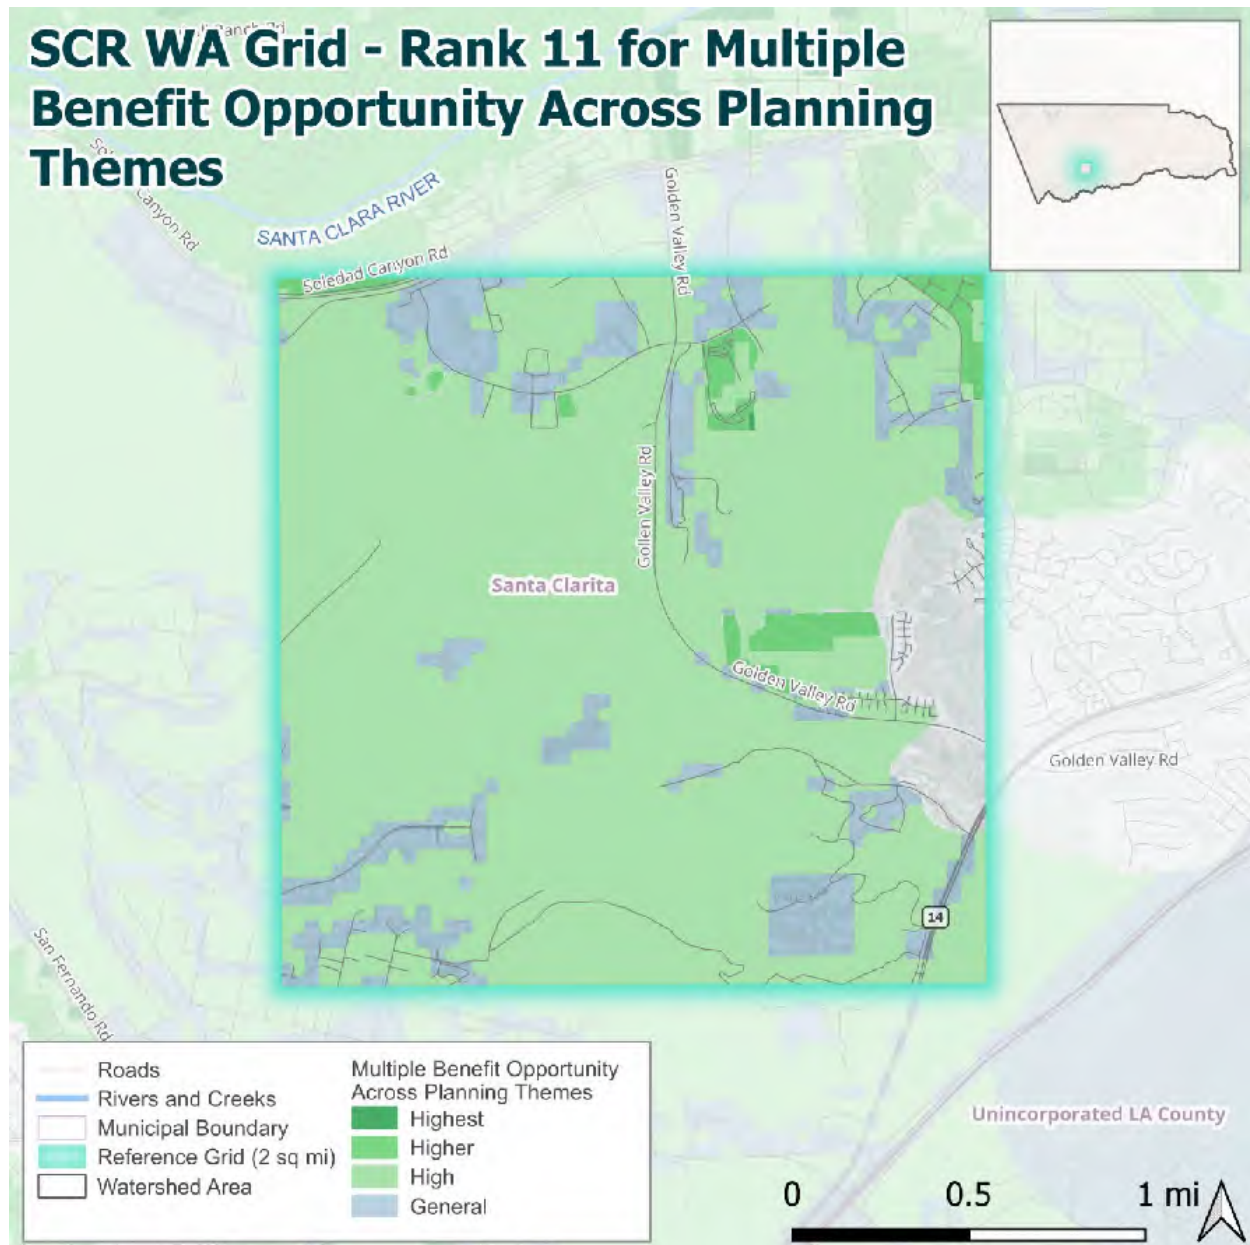 SCR WA Grid - Rank 11 for Multiple
Benefit Opportunity Across Planning
Themes
Canyon Rd
SANTA CLARA RIVER
Soledad Canyon Rd
Golden Valley Rd
Golden Valley Rd
Santa Clarita
Golden Valley Rd
Golden Valley Rd
14
San Fernando Rd
Unincorporated LA County
Roads
Rivers and Creeks
Municipal Boundary
Reference Grid (2 sq mi)
Watershed Area
Multiple Benefit Opportunity
Across Planning Themes
Highest
Higher
High
General
0 0.5 1 mi